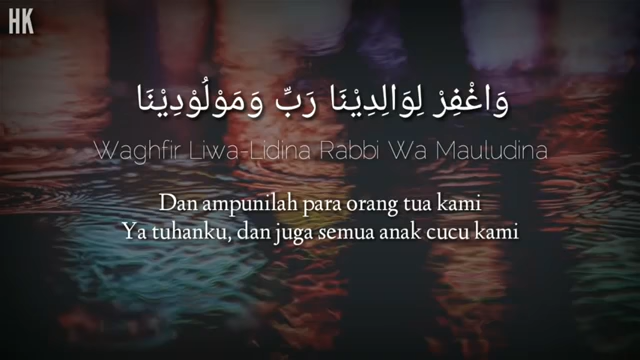 HK
وَاغْفِرْ لِوَالِدِيْنَا رَبِّ وَمَوْلُوْدِيْنَا
Waghfir Liwa-Lidina Rabbi Wa Mauludina
Dan ampunilah para orang tua kami
Ya tuhanku, dan juga semua anak cucu kami